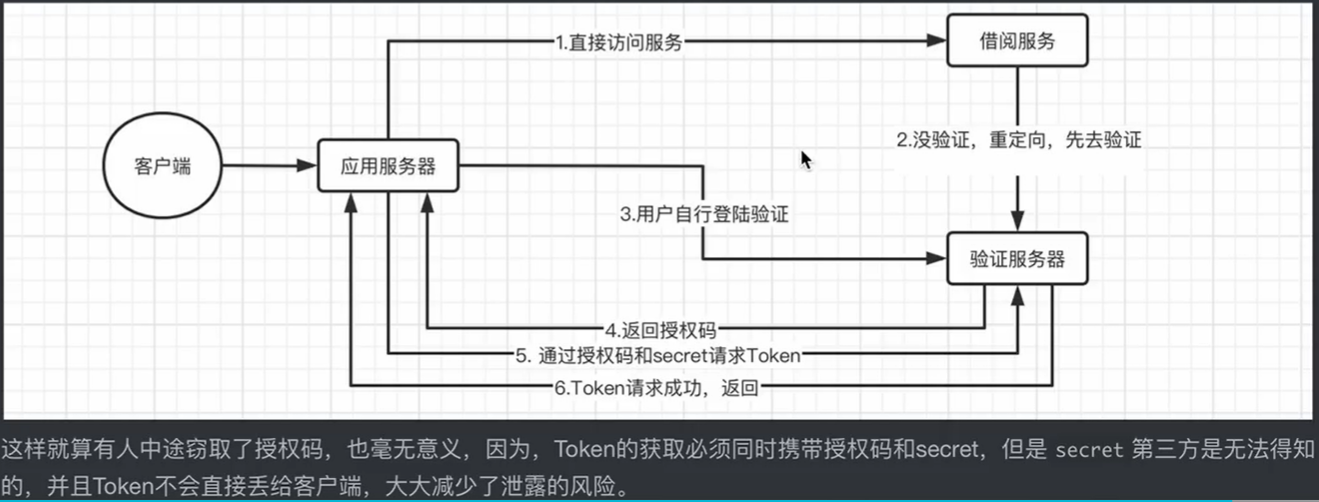 1.直接访问服务
借阅服务
2.没验证，重定向，先去验证
客户端
应用服务器
3.用户自行登陆验证
验证服务器
4.返回授权码
5. 通过授权码和secret请求Token
6.Token请求成功，返回
这样就算有人中途窃取了授权码，也毫无意义，因为，Token的获取必须同时携带授权码和secret，但是 secret 第三方是无法得知
的，并且Token不会直接丢给客户端，大大减少了泄露的风险。